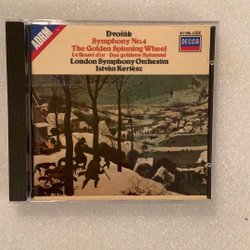 ADRM
Dvořák
Symphony No.4
The Golden Spinning Wheel
Le Rouet d'or · Das goldene Spinnrad
London Symphony Orchestra
István Kertész
DECCA